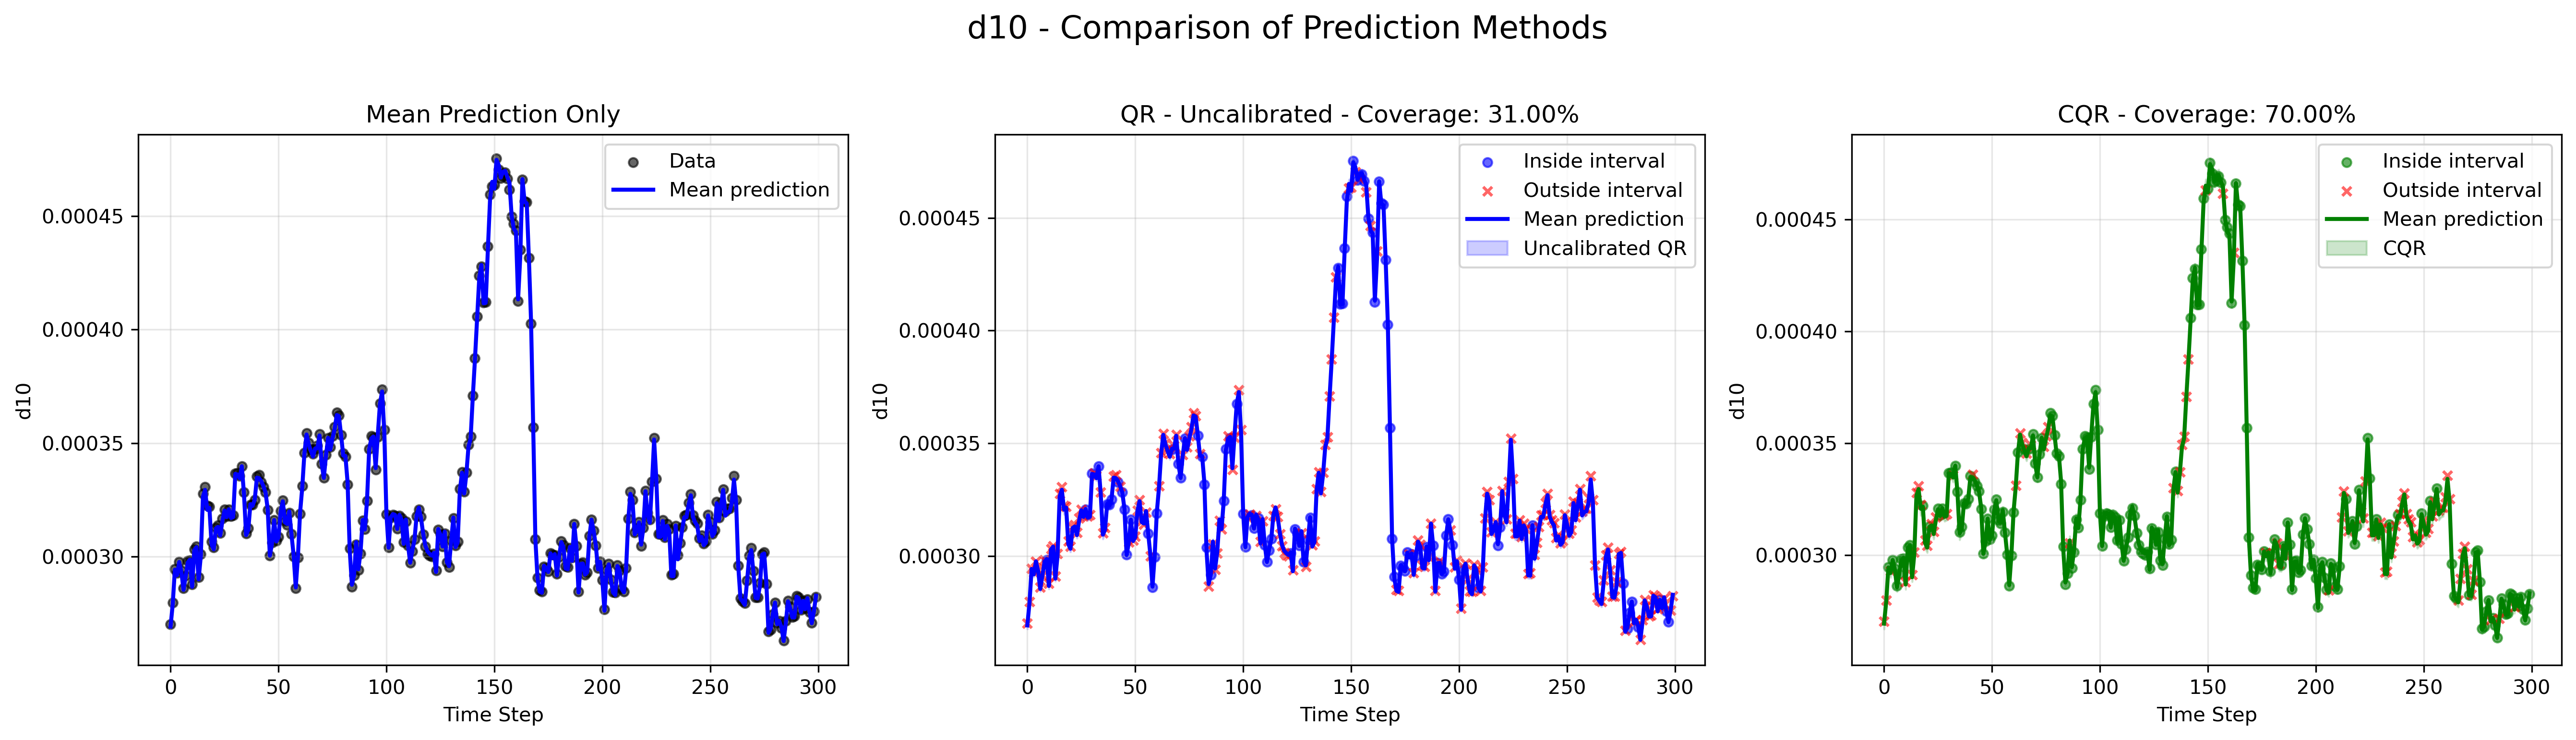 d10 - Comparison of Prediction Methods
Mean Prediction Only
Data
Mean prediction
d10
0.00045
0.00040
0.00035
0.00030
0 50 100 150 200 250 300
Time Step
QR - Uncalibrated - Coverage: 31.00%
Inside interval
Outside interval
Mean prediction
Uncalibrated QR
d10
0.00045
0.00040
0.00035
0.00030
0 50 100 150 200 250 300
Time Step
CQR - Coverage: 70.00%
Inside interval
Outside interval
Mean prediction
CQR
d10
0.00045
0.00040
0.00035
0.00030
0 50 100 150 200 250 300
Time Step